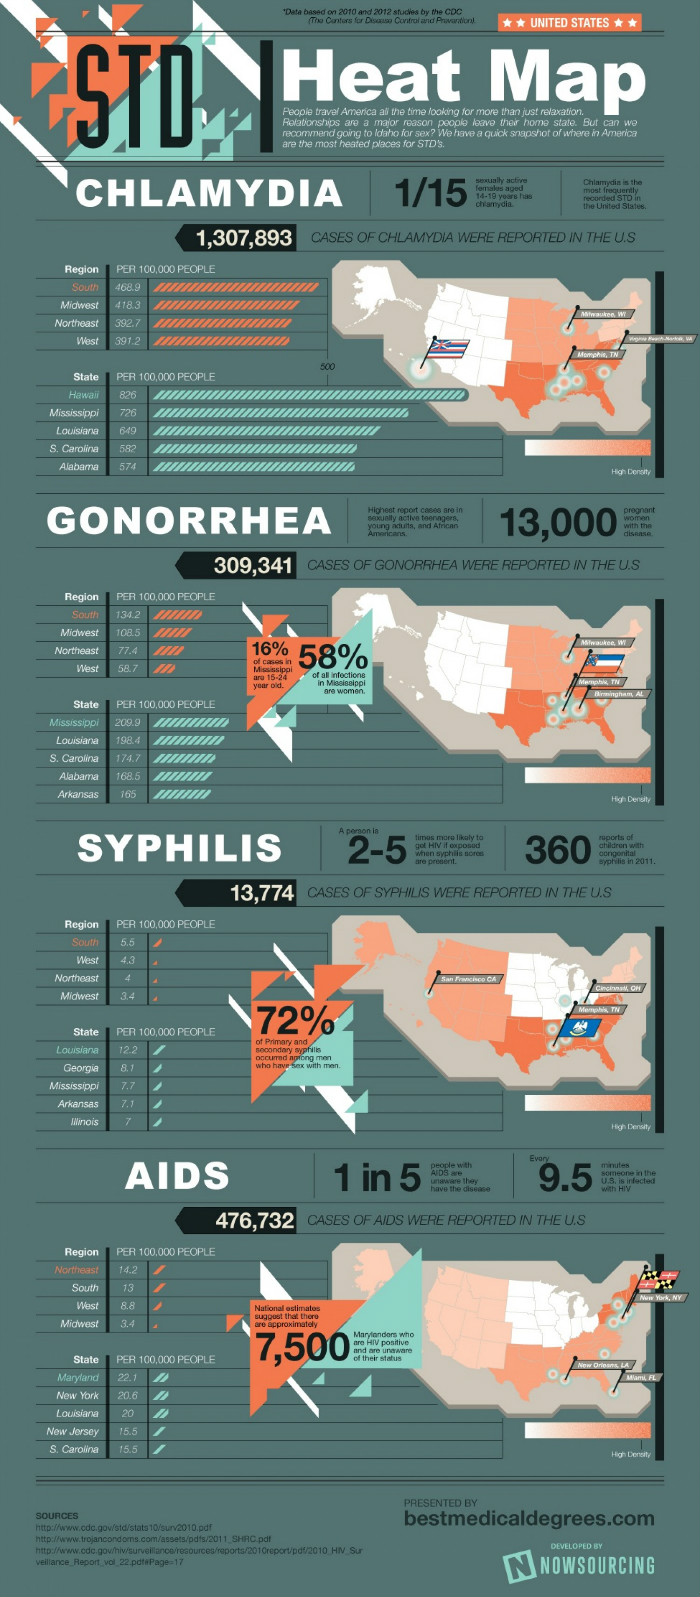 *Data based on 2010 and 2012 studies by the CDC
(The Centers for Disease Control and Prevention).
★ ★ UNITED STATES ★ ★
STD
Heat Map
People travel America all the time looking for more than just relaxation.
Relationships are a major reason people leave their home state. But can we
recommend going to Idaho for sex? We have a quick snapshot of where in America
are the most heated places for STD's.
CHLAMYDIA
1/15
sexually active
females aged
14-19 years has
chlamydia.
Chlamydia is the
most frequently
recorded STD in
the United States.
1,307,893
CASES OF CHLAMYDIA WERE REPORTED IN THE U.S
Region PER 100,000 PEOPLE
South 468.9
Midwest 418.3
Northeast 392.7
West 391.2
500
State PER 100,000 PEOPLE
Hawaii 826
Mississippi 726
Louisiana 649
S. Carolina 582
Alabama 574
Milwaukee, WI
Virginia Beach-Norfolk, VA
Memphis, TN
High Density
GONORRHEA
Highest report cases are in
sexually active teenagers,
young adults, and African
Americans.
13,000
pregnant
women
with the
disease.
309,341
CASES OF GONORRHEA WERE REPORTED IN THE U.S
Region PER 100,000 PEOPLE
South 134.2
Midwest 108.5
Northeast 77.4
West 58.7
State PER 100,000 PEOPLE
Mississippi 209.9
Louisiana 198.4
S. Carolina 174.7
Alabama 168.5
Arkansas 165
16%
of cases in
Mississippi
are 15-24
year old.
58%
of all infections
in Mississippi
are women.
Milwaukee, WI
Memphis, TN
Birmingham, AL
High Density
SYPHILIS
A person is
2-5
times more likely to
get HIV if exposed
when syphilis sores
are present.
360
reports of
children with
congenital
syphilis in 2011.
13,774
CASES OF SYPHILIS WERE REPORTED IN THE U.S
Region PER 100,000 PEOPLE
South 5.5
West 4.3
Northeast 4
Midwest 3.4
State PER 100,000 PEOPLE
Louisiana 12.2
Georgia 8.1
Mississippi 7.7
Arkansas 7.1
Illinois 7
72%
of Primary and
secondary syphilis
occurred among men
who have sex with men.
San Francisco CA
Cincinnati, OH
Memphis, TN
High Density
AIDS
1 in 5
people with
AIDS are
unaware they
have the disease
Every
9.5
minutes
someone in the
U.S. is infected
with HIV
476,732
CASES OF AIDS WERE REPORTED IN THE U.S
Region PER 100,000 PEOPLE
Northeast 14.2
South 13
West 8.8
Midwest 3.4
State PER 100,000 PEOPLE
Maryland 22.1
New York 20.6
Louisiana 20
New Jersey 15.5
S. Carolina 15.5
National estimates
suggest that there
are approximately
7,500
Marylanders who
are HIV positive
and are unaware
of their status
New York, NY
New Orleans, LA
Miami, FL
High Density
SOURCES
http://www.cdc.gov/std/stats10/surv2010.pdf
http://www.trojancondoms.com/assets/pdfs/2011_SHRC.pdf
http://www.cdc.gov/hiv/surveillance/resources/reports/2010report/pdf/2010_HIV_Sur
veillance_Report_vol_22.pdf#Page=17
PRESENTED BY
bestmedicaldegrees.com
DEVELOPED BY
N NOWSOURCING